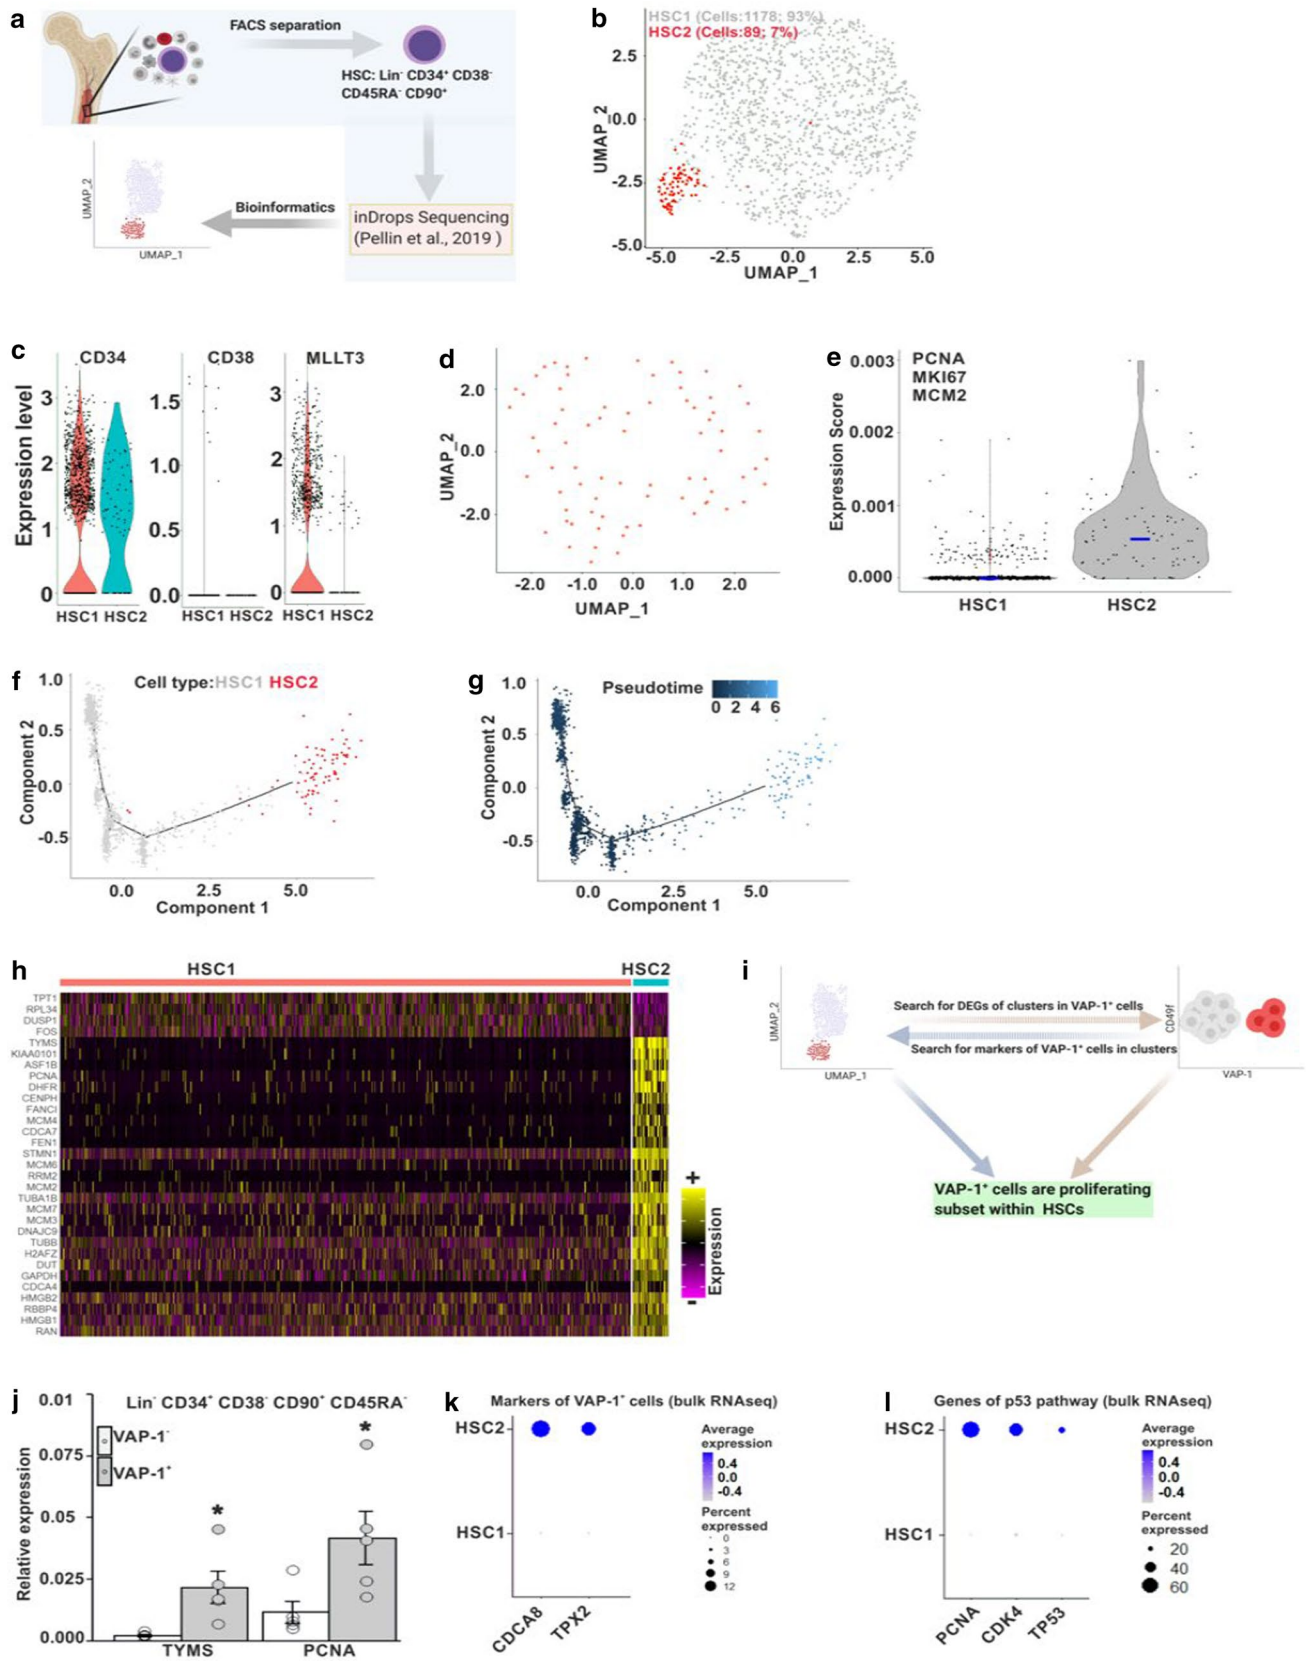 a
FACS separation
HSC: Lin- CD34+ CD38-
CD45RA- CD90+
inDrops Sequencing
(Pellin et al., 2019 )
Bioinformatics
UMAP_2
UMAP_1
b
HSC1 (Cells:1178; 93%)
HSC2 (Cells:89; 7%)
UMAP_2
2.5
0.0
-2.5
-5.0
-5.0 -2.5 0.0 2.5 5.0
UMAP_1
c
Expression level
CD34
3
2
1
0
HSC1 HSC2
CD38
1.5
1.0
0.5
0.0
HSC1 HSC2
MLLT3
3
2
1
0
HSC1 HSC2
d
UMAP_2
2.0
0.0
-2.0
-2.0 -1.0 0.0 1.0 2.0
UMAP_1
e
Expression Score
0.003
0.002
0.001
0.000
PCNA
MKI67
MCM2
HSC1 HSC2
f
Cell type:HSC1 HSC2
Component 2
1.0
0.5
0.0
-0.5
0.0 2.5 5.0
Component 1
g
Pseudotime
0 2 4 6
Component 2
1.0
0.5
0.0
-0.5
0.0 2.5 5.0
Component 1
h
HSC1 HSC2
TPT1
RPL34
DUSP1
FOS
TYMS
KIAA0101
ASF1B
PCNA
DHFR
CENPH
FANCI
MCM4
CDCA7
FEN1
STMN1
MCM6
RRM2
MCM2
TUBA1B
MCM7
MCM3
DNAJC9
TUBB
H2AFZ
DUT
GAPDH
CDCA4
HMGB2
RBBP4
HMGB1
RAN
+
-
Expression
i
UMAP_2
UMAP_1
Search for DEGs of clusters in VAP-1+ cells
Search for markers of VAP-1+ cells in clusters
CD49f
VAP-1
VAP-1+ cells are proliferating
subset within HSCs
j
Lin- CD34+ CD38- CD90+ CD45RA-
VAP-1-
VAP-1+
Relative expression
0.01
0.075
0.05
0.025
0.000
*
*
TYMS PCNA
k
Markers of VAP-1+ cells (bulk RNAseq)
HSC2
HSC1
CDCA8 TPX2
Average
expression
0.4
0.0
-0.4
Percent
expressed
0
3
6
9
12
l
Genes of p53 pathway (bulk RNAseq)
HSC2
HSC1
PCNA CDK4 TP53
Average
expression
0.4
0.0
-0.4
Percent
expressed
20
40
60